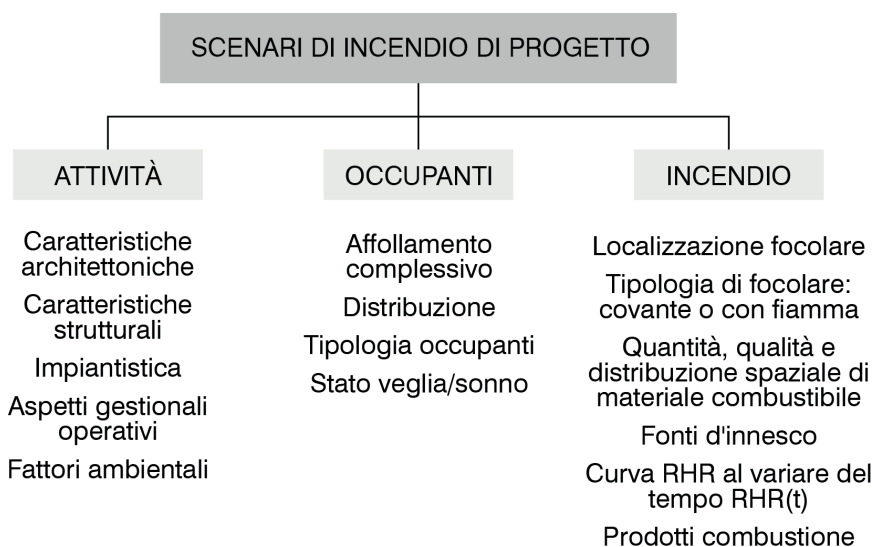 SCENARI DI INCENDIO DI PROGETTO
ATTIVITÀ
Caratteristiche
architettoniche
Caratteristiche
strutturali
Impiantistica
Aspetti gestionali
operativi
Fattori ambientali
OCCUPANTI
Affollamento
complessivo
Distribuzione
Tipologia occupanti
Stato veglia/sonno
INCENDIO
Localizzazione focolare
Tipologia di focolare:
covante o con fiamma
Quantità, qualità e
distribuzione spaziale di
materiale combustibile
Fonti d'innesco
Curva RHR al variare del
tempo RHR(t)
Prodotti combustione